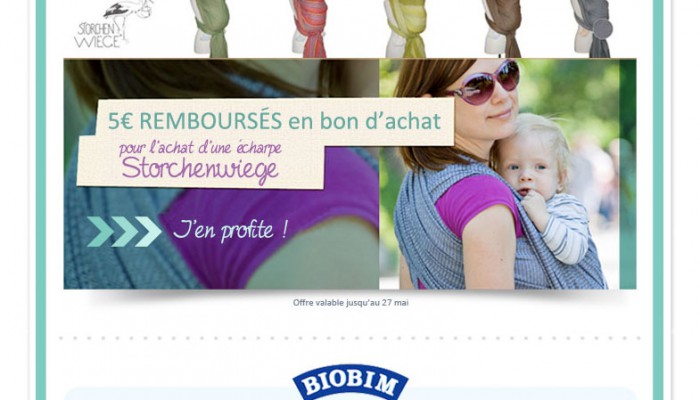 STORCHEN
WIEGE
5€ REMBOURSÉS en bon d'achat
pour l'achat d'une écharpe
Storchenwiege
J'en profite !
Offre valable jusqu'au 27 mai
BIOBIM